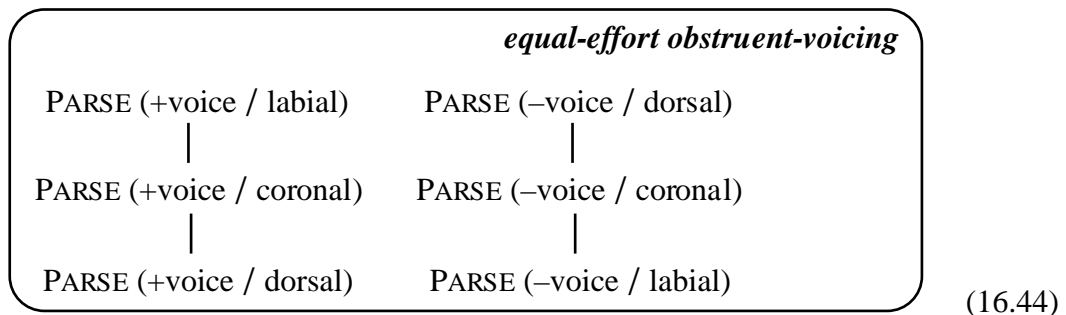 equal-effort obstruent-voicing
PARSE (+voice / labial) PARSE (–voice / dorsal)
PARSE (+voice / coronal) PARSE (–voice / coronal)
PARSE (+voice / dorsal) PARSE (–voice / labial)
(16.44)